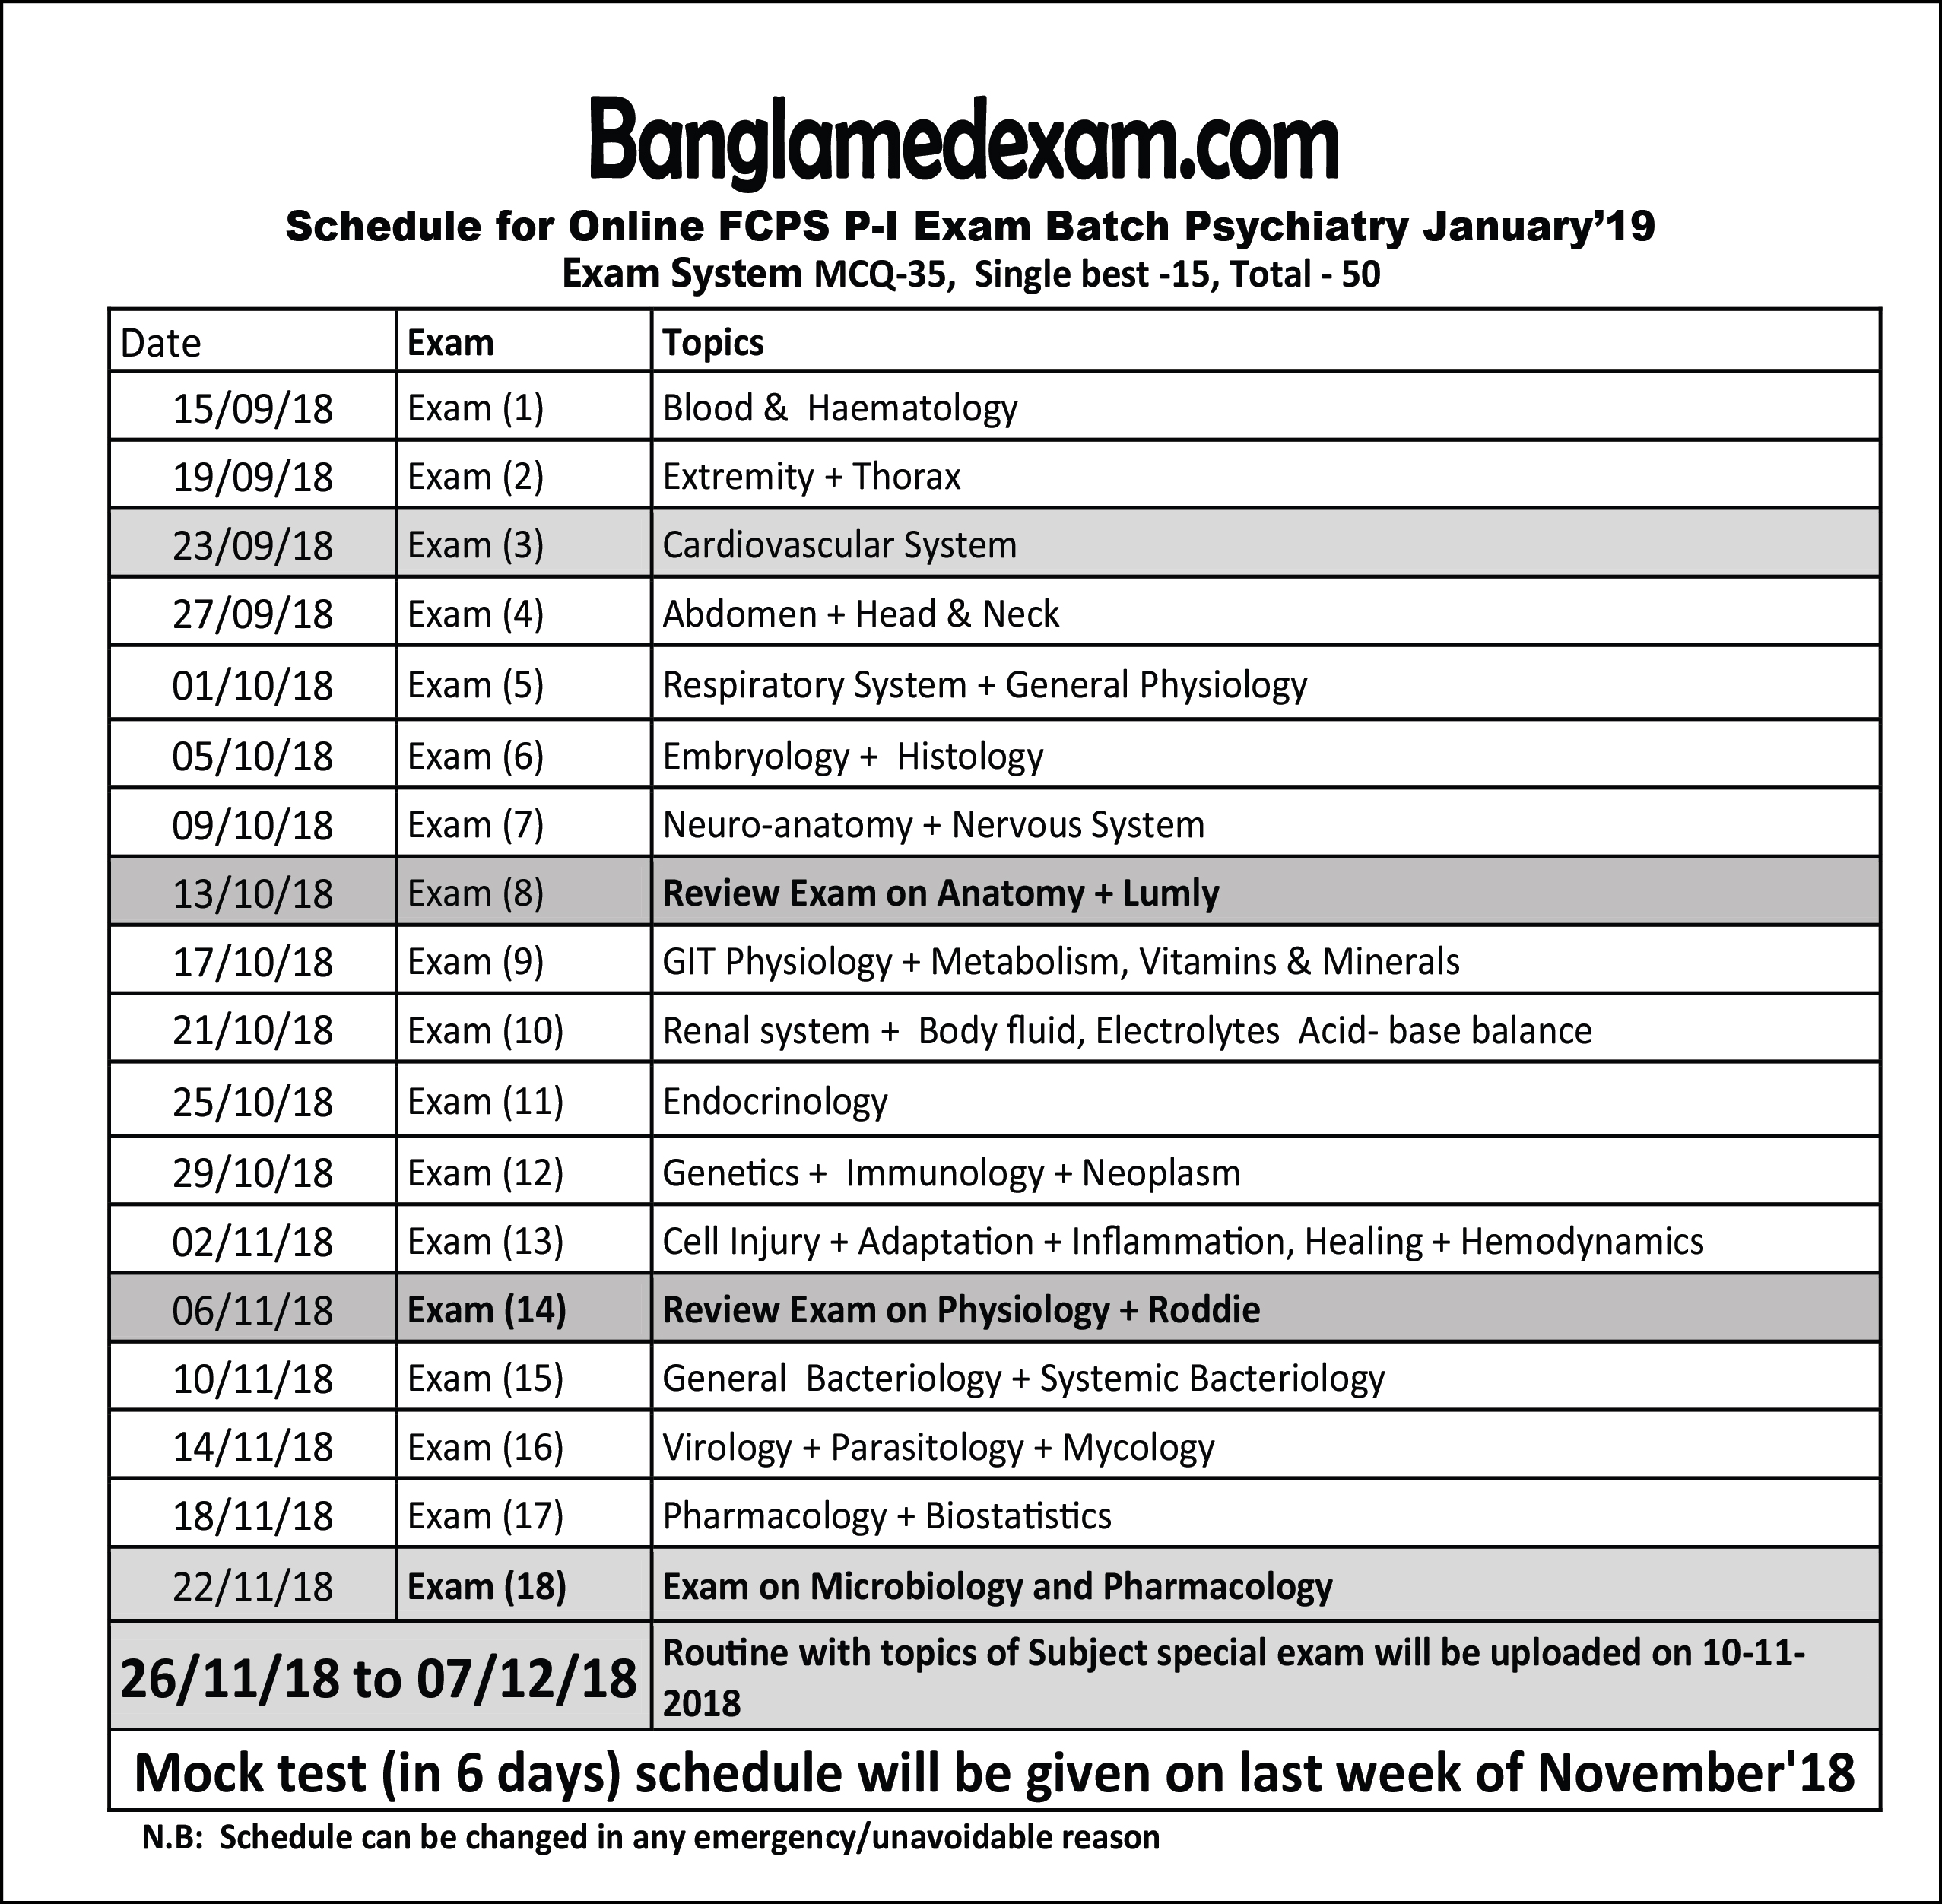 Banglamedexam.com
Schedule for Online FCPS P-I Exam Batch Psychiatry January’19
Exam System MCQ-35, Single best -15, Total - 50
Date Exam Topics
15/09/18 Exam (1) Blood & Haematology
19/09/18 Exam (2) Extremity + Thorax
23/09/18 Exam (3) Cardiovascular System
27/09/18 Exam (4) Abdomen + Head & Neck
01/10/18 Exam (5) Respiratory System + General Physiology
05/10/18 Exam (6) Embryology + Histology
09/10/18 Exam (7) Neuro-anatomy + Nervous System
13/10/18 Exam (8) Review Exam on Anatomy + Lumly
17/10/18 Exam (9) GIT Physiology + Metabolism, Vitamins & Minerals
21/10/18 Exam (10) Renal system + Body fluid, Electrolytes Acid- base balance
25/10/18 Exam (11) Endocrinology
29/10/18 Exam (12) Genetics + Immunology + Neoplasm
02/11/18 Exam (13) Cell Injury + Adaptation + Inflammation, Healing + Hemodynamics
06/11/18 Exam (14) Review Exam on Physiology + Roddie
10/11/18 Exam (15) General Bacteriology + Systemic Bacteriology
14/11/18 Exam (16) Virology + Parasitology + Mycology
18/11/18 Exam (17) Pharmacology + Biostatistics
22/11/18 Exam (18) Exam on Microbiology and Pharmacology
26/11/18 to 07/12/18 Routine with topics of Subject special exam will be uploaded on 10-11-
2018
Mock test (in 6 days) schedule will be given on last week of November'18
N.B: Schedule can be changed in any emergency/unavoidable reason